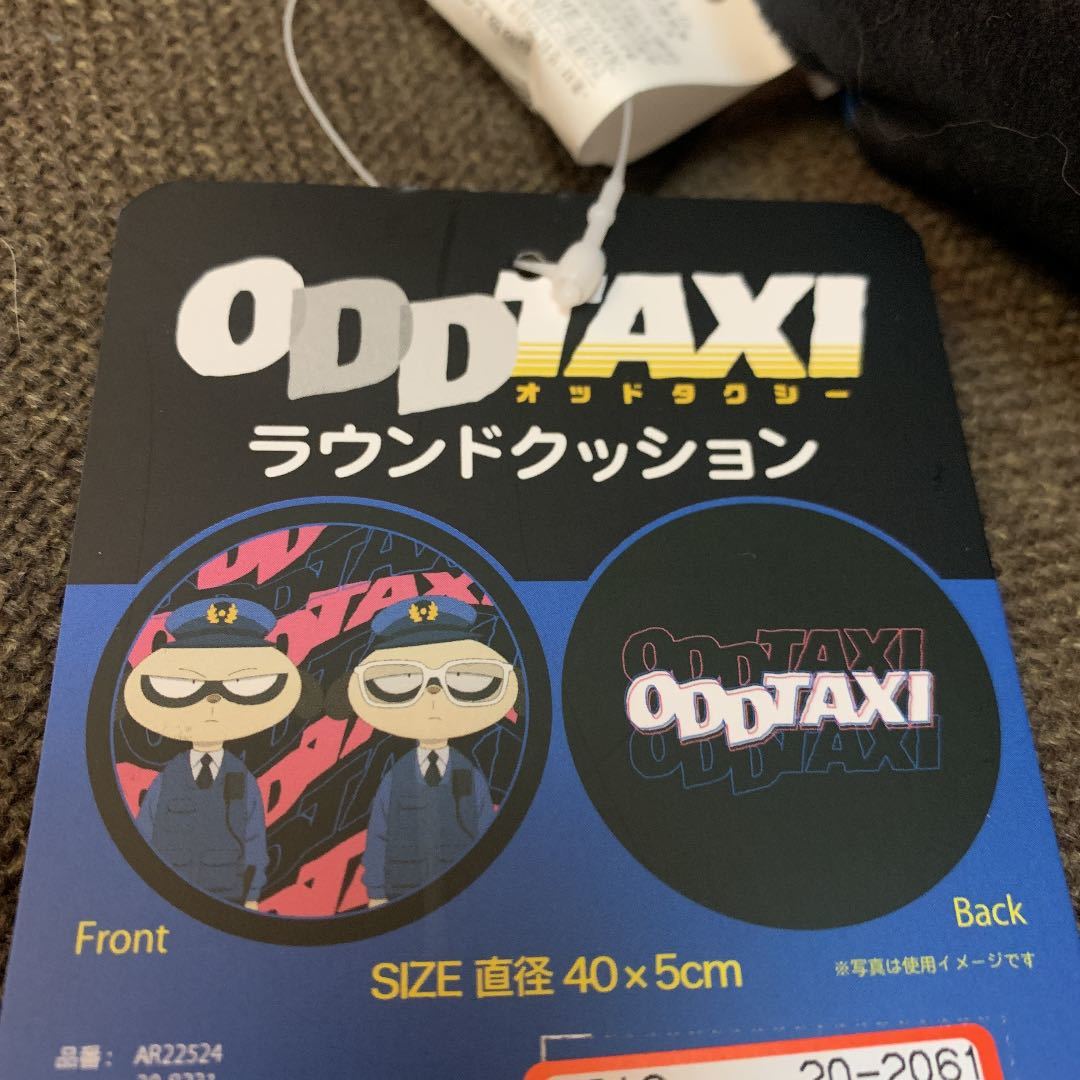 ODDTAXI
オッドタクシー
ラウンドクッション
ODDTAXI
ODDTAXI
ODDTAXI
Front
Back
SIZE 直径 40×5cm
※写真は使用イメージです
品番： AR22524
20-2061